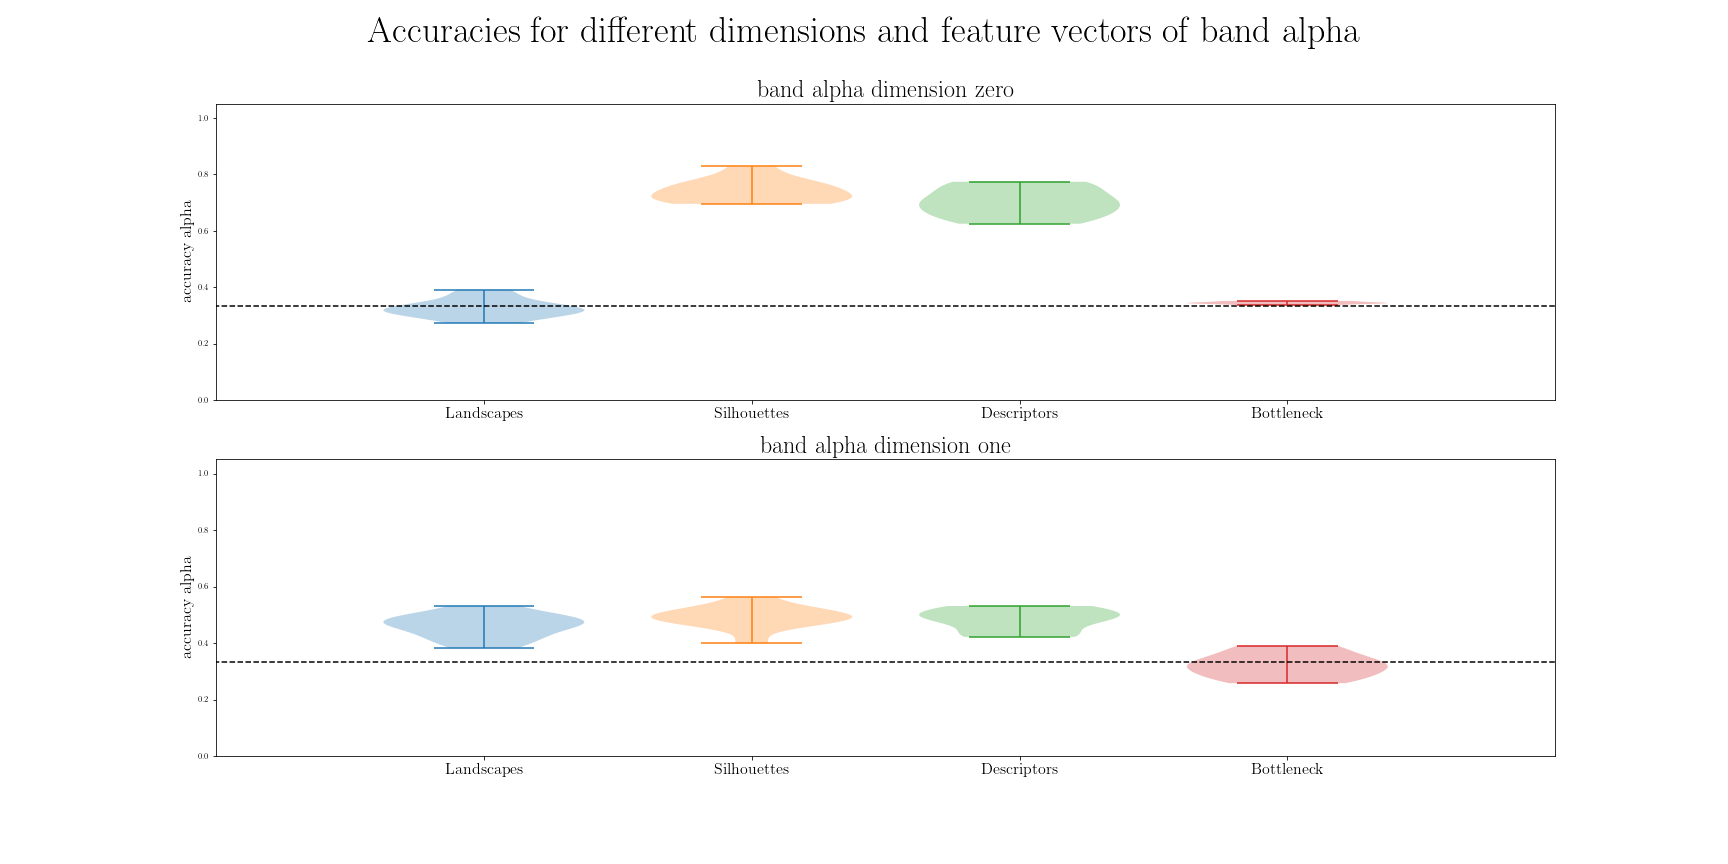 Accuracies for different dimensions and feature vectors of band alpha
band alpha dimension zero
accuracy alpha
1.0
0.8
0.6
0.4
0.2
0.0
Landscapes Silhouettes Descriptors Bottleneck
band alpha dimension one
accuracy alpha
1.0
0.8
0.6
0.4
0.2
0.0
Landscapes Silhouettes Descriptors Bottleneck